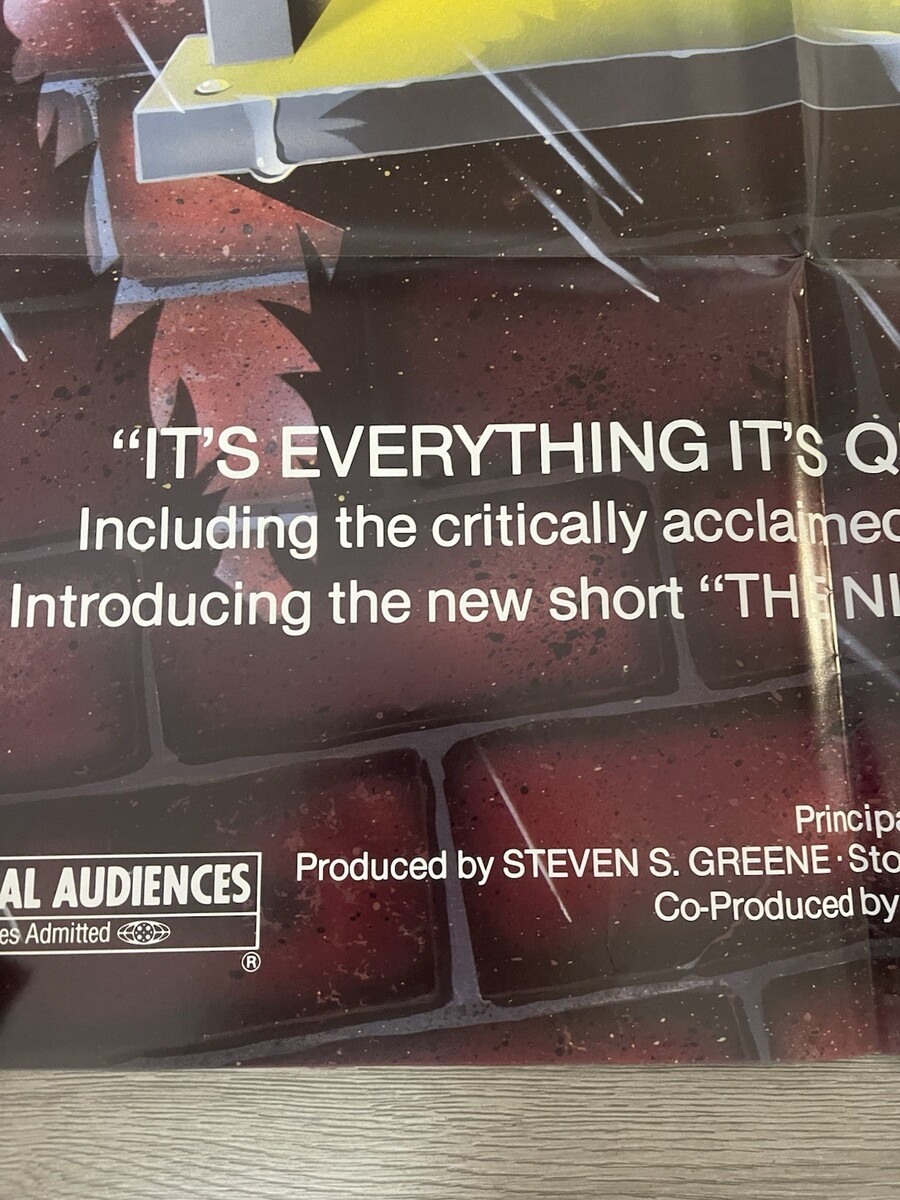 “IT’S EVERYTHING IT’S Q
Including the critically acclaimed
Introducing the new short “THE NI
Principa
Produced by STEVEN S. GREENE · Sto
Co-Produced by
AL AUDIENCES
es Admitted
®